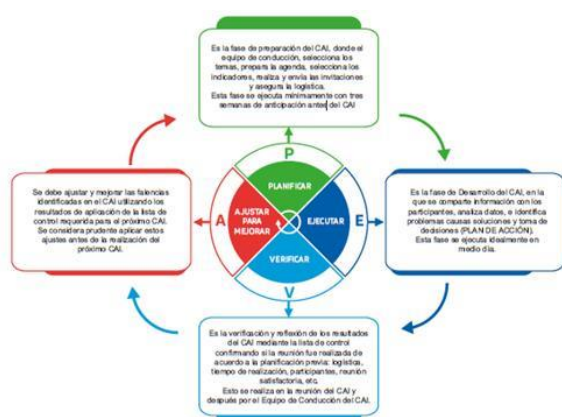 Es la fase de preparación del CAI, donde el
equipo de conducción, selecciona los
temas, prepara la agenda, selecciona los
indicadores, realiza y envía las invitaciones
y asegura la logística.
Esta fase se ejecuta mínimamente con tres
semanas de anticipación antes del CAI
P
PLANIFICAR
Se debe ajustar y mejorar las falencias
identificadas en el CAI utilizando los
resultados de aplicación de la lista de
control requerida para el próximo CAI.
Se considera prudente aplicar estos
ajustes antes de la realización del
próximo CAI.
A
AJUSTAR
PARA
MEJORAR
EJECUTAR
E
Es la fase de Desarrollo del CAI, en la
que se comparte información con los
participantes, analiza datos, e identifica
problemas causas soluciones y toma de
decisiones (PLAN DE ACCIÓN).
Esta fase se ejecuta idealmente en
medio día.
VERIFICAR
V
Es la verificación y reflexión de los resultados
del CAI mediante la lista de control
confirmando si la reunión fue realizada de
acuerdo a la planificación previa: logística,
tiempo de realización, participantes, reunión
satisfactoria, etc.
Esto se realiza en la reunión del CAI y
después por el Equipo de Conducción del CAI.